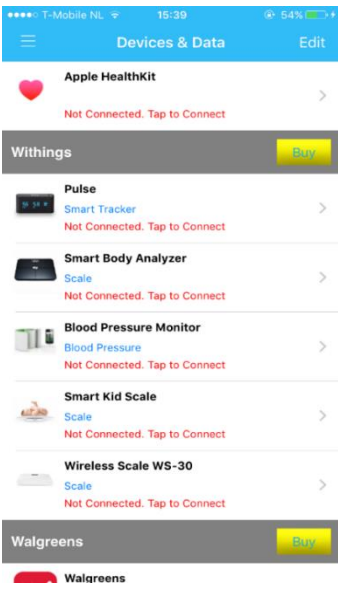 T-Mobile NL 15:39 54%
Devices & Data Edit
Apple HealthKit
Not Connected. Tap to Connect
Withings Buy
Pulse
Smart Tracker
Not Connected. Tap to Connect
Smart Body Analyzer
Scale
Not Connected. Tap to Connect
Blood Pressure Monitor
Blood Pressure
Not Connected. Tap to Connect
Smart Kid Scale
Scale
Not Connected. Tap to Connect
Wireless Scale WS-30
Scale
Not Connected. Tap to Connect
Walgreens Buy
Walgreens